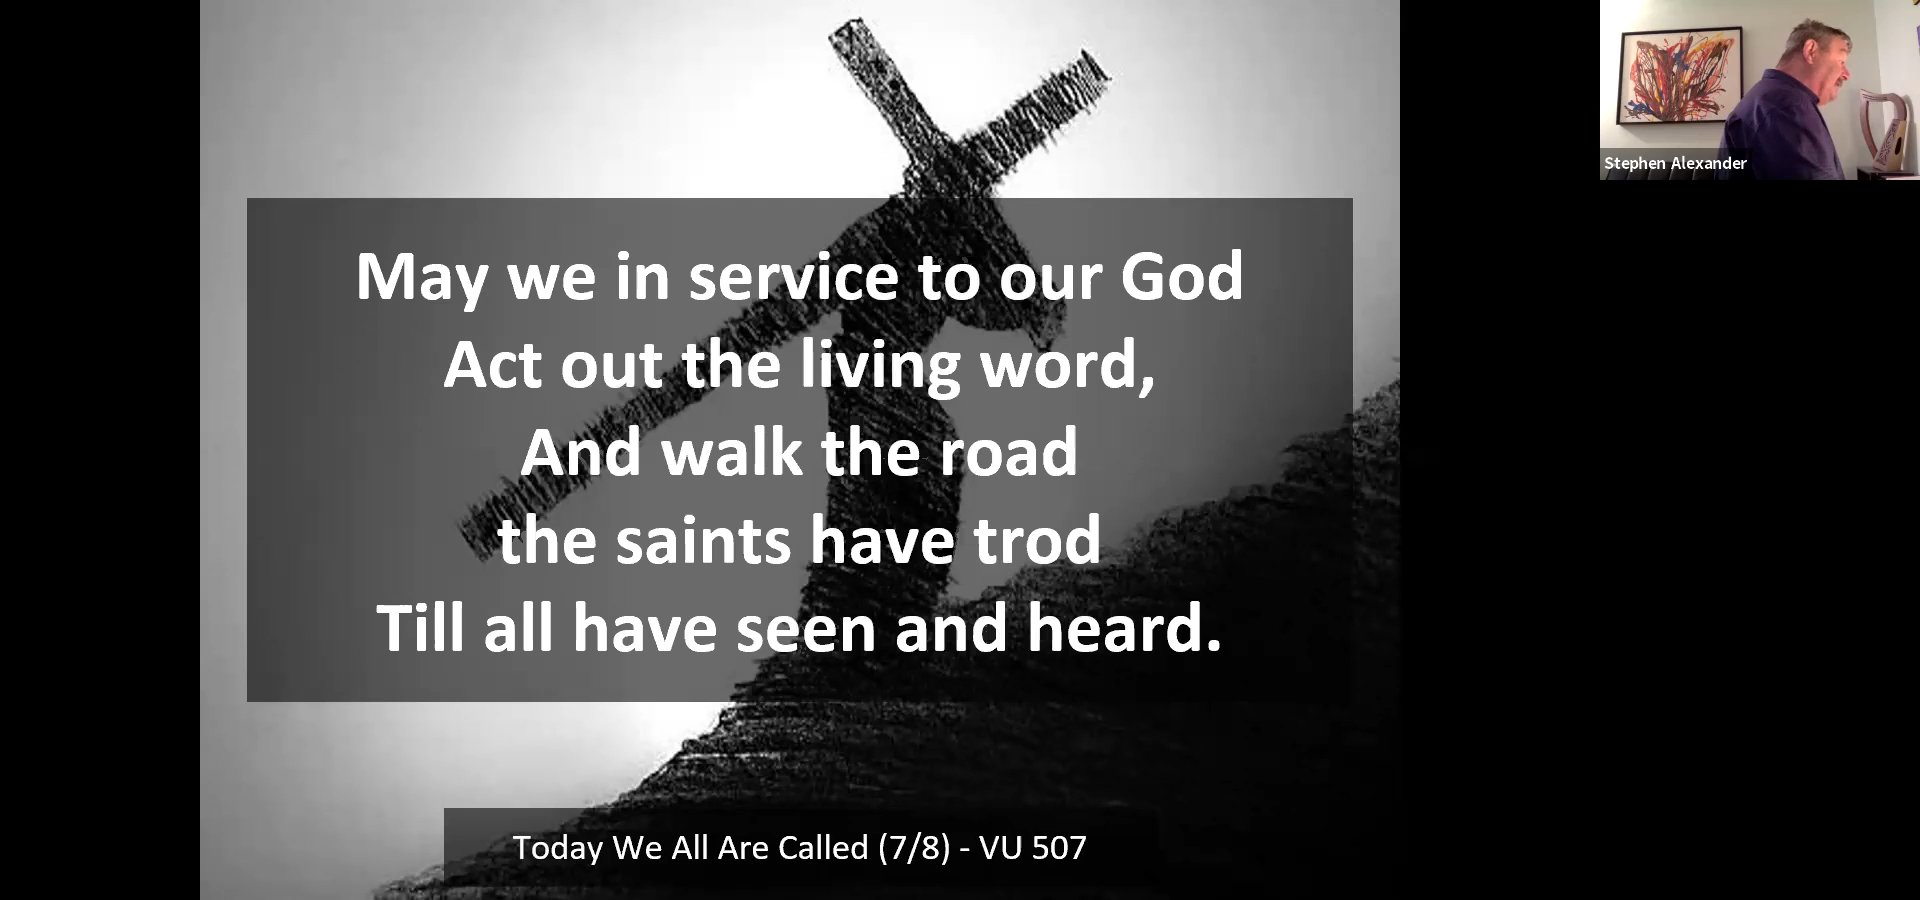 May we in service to our God
Act out the living word,
And walk the road
the saints have trod
Till all have seen and heard.
Today We All Are Called (7/8) - VU 507
Stephen Alexander